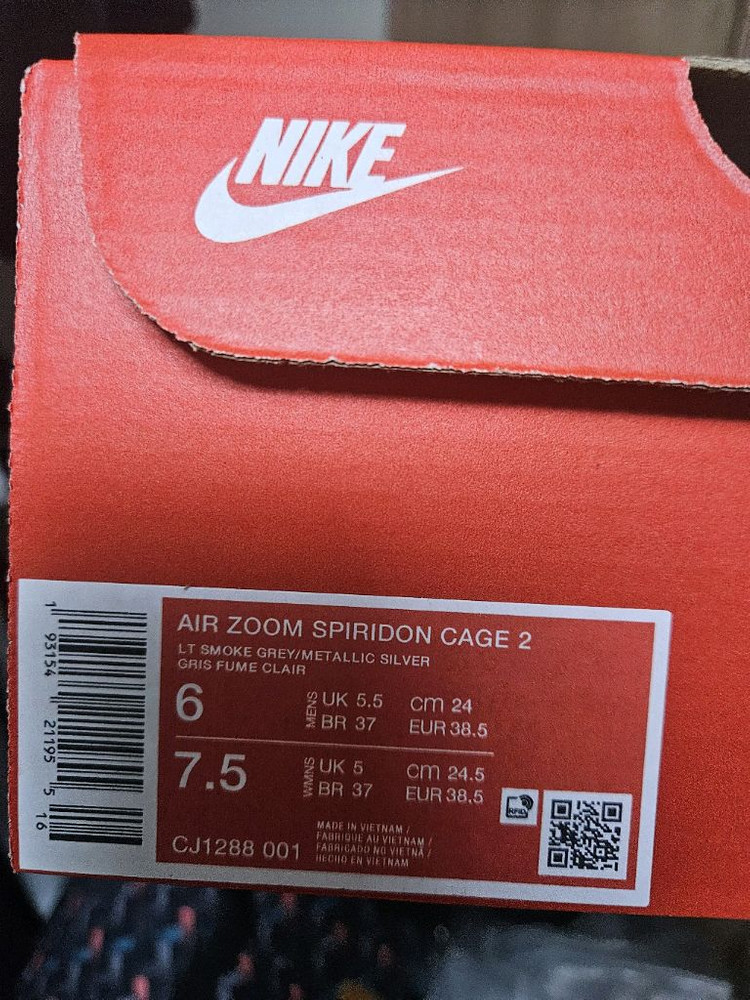 NIKE
AIR ZOOM SPIRIDON CAGE 2
LT SMOKE GREY/METALLIC SILVER
GRIS FUME CLAIR
6 MENS UK 5.5 cm 24
BR 37 EUR 38.5
7.5 WMNS UK 5 cm 24.5
BR 37 EUR 38.5
CJ1288 001
MADE IN VIETNAM /
FABRIQUE AU VIETNAM /
FABRICADO NO VIETNÃ /
HECHO EN VIETNAM
RFID
1 93154 21195 5 16